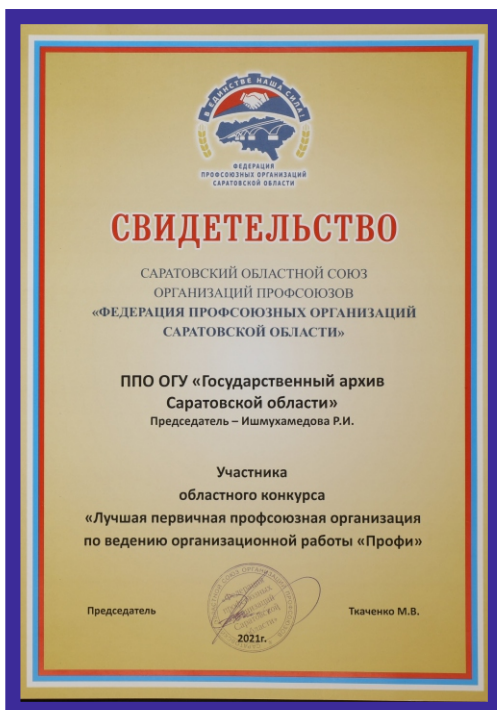 В ЕДИНСТВЕ НАША СИЛА!
ФЕДЕРАЦИЯ
ПРОФСОЮЗНЫХ ОРГАНИЗАЦИЙ
САРАТОВСКОЙ ОБЛАСТИ
СВИДЕТЕЛЬСТВО
САРАТОВСКИЙ ОБЛАСТНОЙ СОЮЗ
ОРГАНИЗАЦИЙ ПРОФСОЮЗОВ
«ФЕДЕРАЦИЯ ПРОФСОЮЗНЫХ ОРГАНИЗАЦИЙ
САРАТОВСКОЙ ОБЛАСТИ»
ППО ОГУ «Государственный архив
Саратовской области»
Председатель – Ишмухамедова Р.И.
Участника
областного конкурса
«Лучшая первичная профсоюзная организация
по ведению организационной работы «Профи»
Председатель
Ткаченко М.В.
2021г.